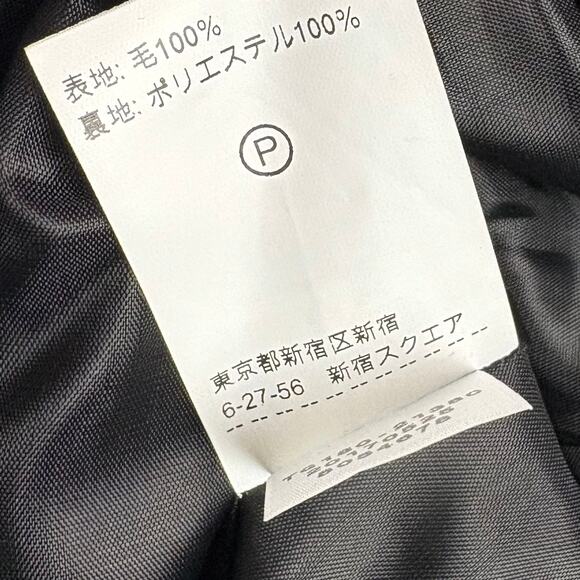 表地: 毛100%
裏地: ポリエステル100%
P
東京都新宿区新宿
6-27-56 新宿スクエア
20170525